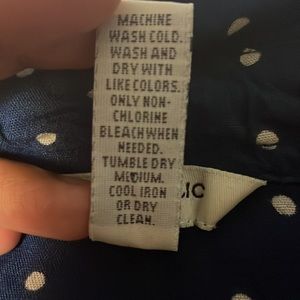 MACHINE
WASH COLD.
WASH AND
DRY WITH
LIKE COLORS.
ONLY NON-
CHLORINE
BLEACH WHEN
NEEDED.
TUMBLE DRY
MEDIUM.
COOL IRON
OR DRY
CLEAN.
IC